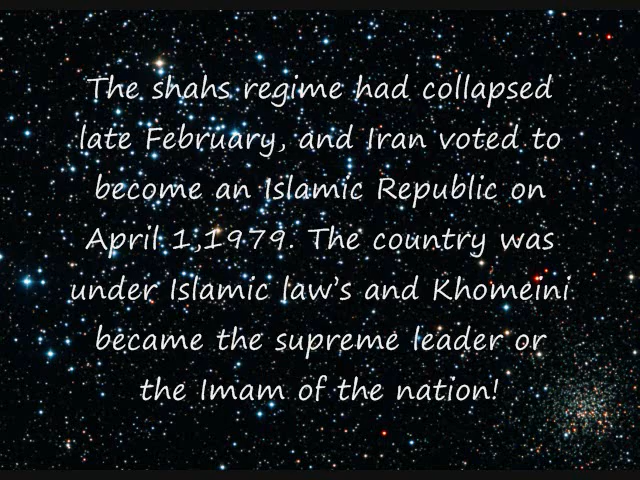 The shahs regime had collapsed
late February, and Iran voted to
become an Islamic Republic on
April 1,1979. The country was
under Islamic law's and Khomeini
became the supreme leader or
the Imam of the nation!